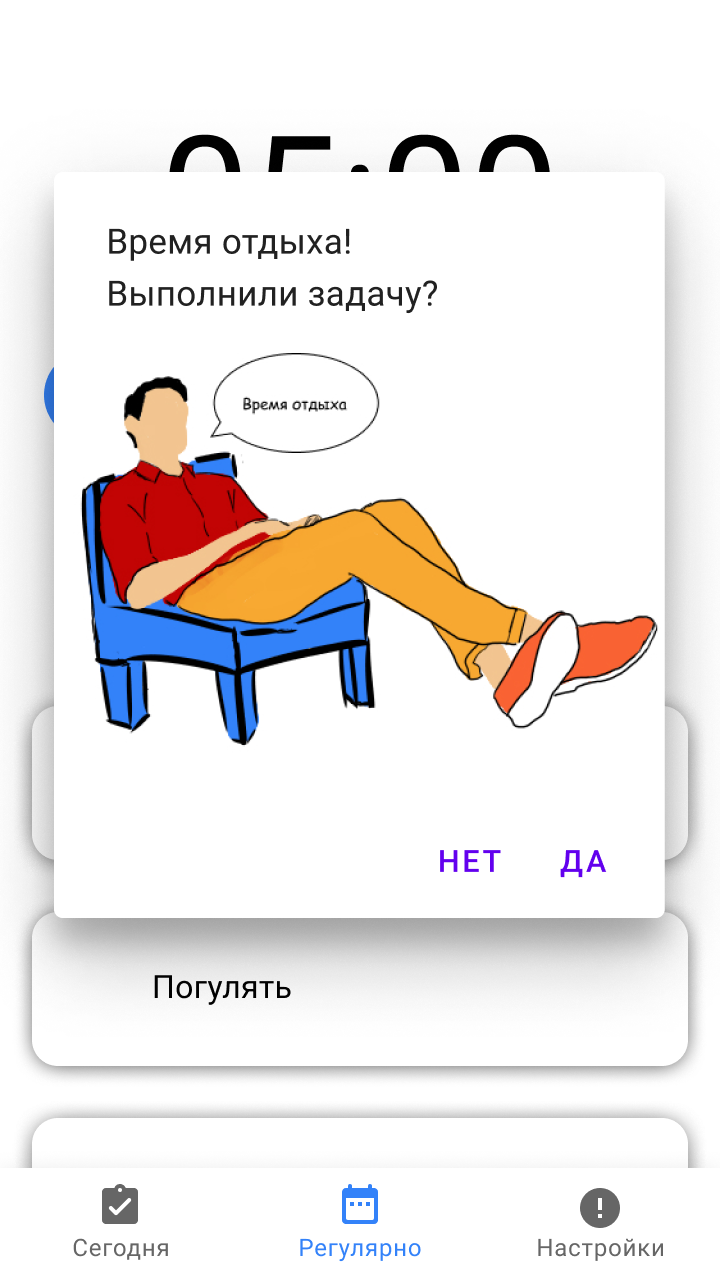 Время отдыха!
Выполнили задачу?
Время отдыха
НЕТ ДА
Погулять
Сегодня Регулярно Настройки